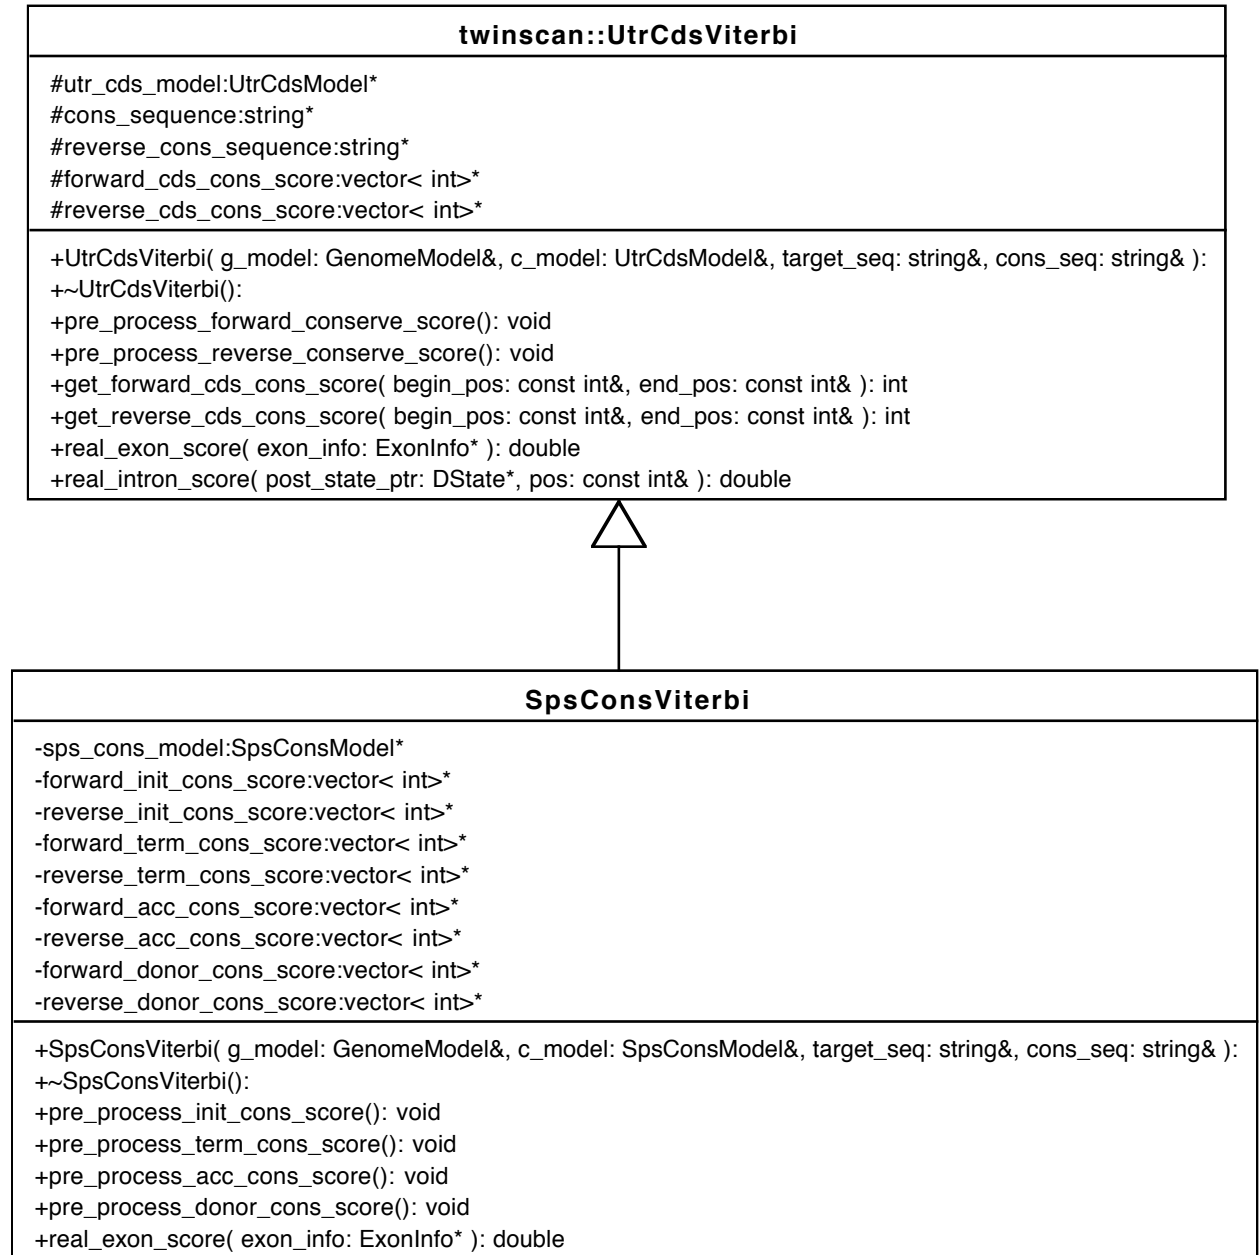 twinscan::UtrCdsViterbi
#utr_cds_model:UtrCdsModel*
#cons_sequence:string*
#reverse_cons_sequence:string*
#forward_cds_cons_score:vector< int>*
#reverse_cds_cons_score:vector< int>*
+UtrCdsViterbi( g_model: GenomeModel&, c_model: UtrCdsModel&, target_seq: string&, cons_seq: string& ):
+~UtrCdsViterbi():
+pre_process_forward_conserve_score(): void
+pre_process_reverse_conserve_score(): void
+get_forward_cds_cons_score( begin_pos: const int&, end_pos: const int& ): int
+get_reverse_cds_cons_score( begin_pos: const int&, end_pos: const int& ): int
+real_exon_score( exon_info: ExonInfo* ): double
+real_intron_score( post_state_ptr: DState*, pos: const int& ): double
SpsConsViterbi
-sps_cons_model:SpsConsModel*
-forward_init_cons_score:vector< int>*
-reverse_init_cons_score:vector< int>*
-forward_term_cons_score:vector< int>*
-reverse_term_cons_score:vector< int>*
-forward_acc_cons_score:vector< int>*
-reverse_acc_cons_score:vector< int>*
-forward_donor_cons_score:vector< int>*
-reverse_donor_cons_score:vector< int>*
+SpsConsViterbi( g_model: GenomeModel&, c_model: SpsConsModel&, target_seq: string&, cons_seq: string& ):
+~SpsConsViterbi():
+pre_process_init_cons_score(): void
+pre_process_term_cons_score(): void
+pre_process_acc_cons_score(): void
+pre_process_donor_cons_score(): void
+real_exon_score( exon_info: ExonInfo* ): double